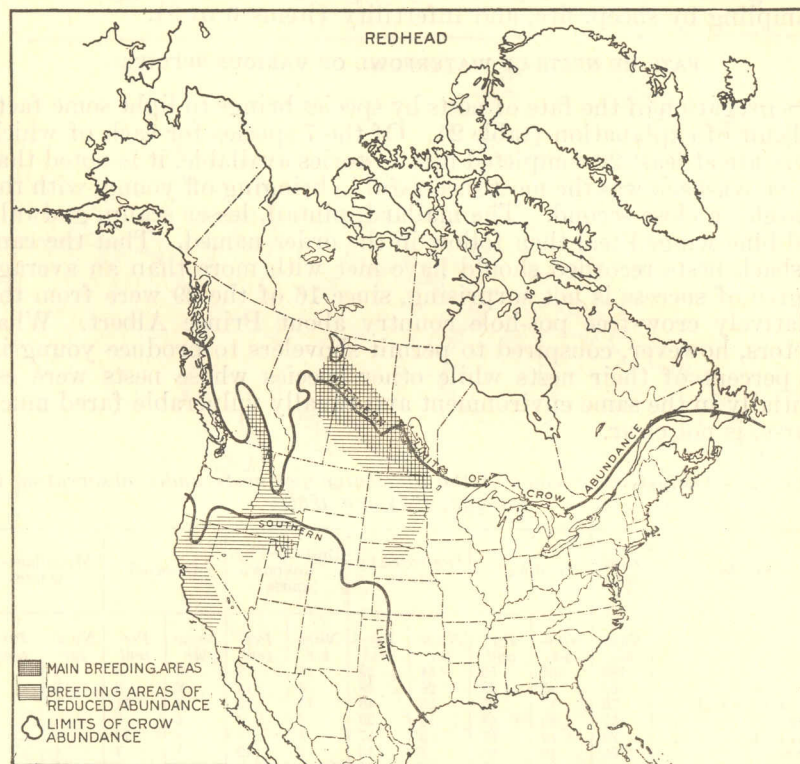 REDHEAD
NORTHERN LIMIT OF CROW ABUNDANCE
SOUTHERN LIMIT
MAIN BREEDING AREAS
BREEDING AREAS OF
REDUCED ABUNDANCE
LIMITS OF CROW
ABUNDANCE